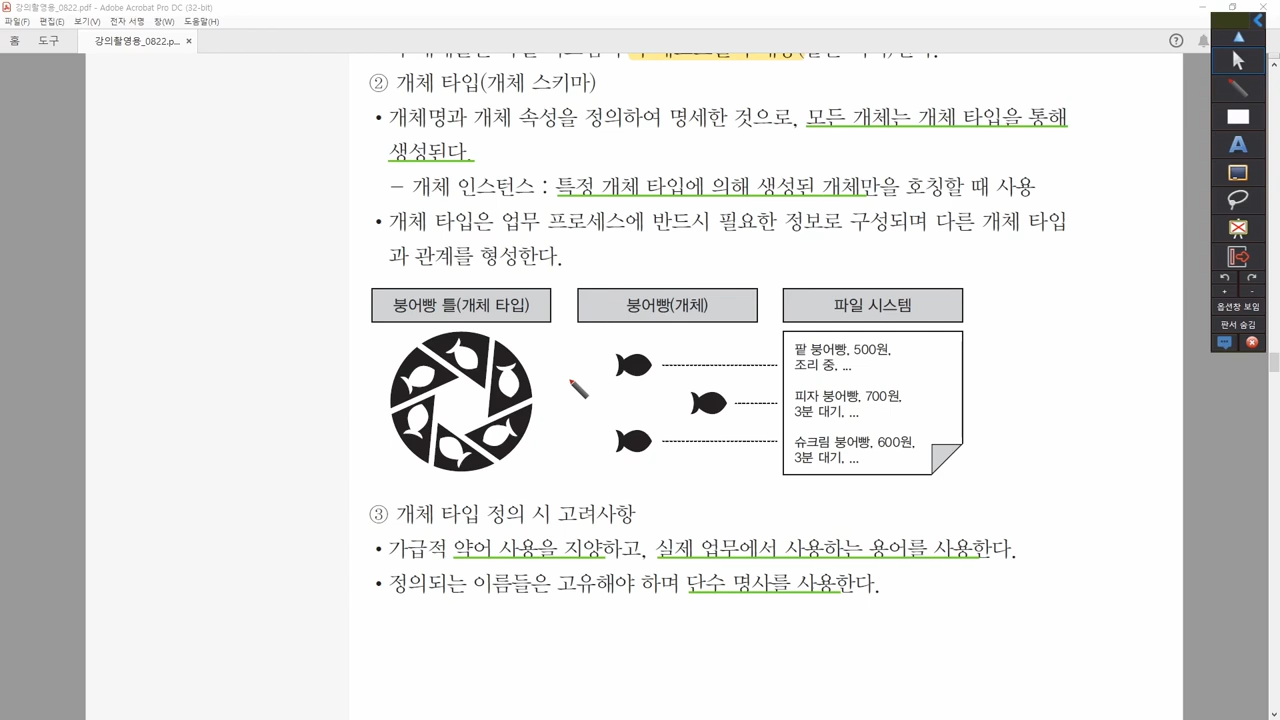 강의촬영용_0822.pdf - Adobe Acrobat Pro DC (32-bit)
파일(F) 편집(E) 보기(V) 전자 서명 창(W) 도움말(H)
홈 도구 강의촬영용_0822.p... ×
② 개체 타입(개체 스키마)
• 개체명과 개체 속성을 정의하여 명세한 것으로, 모든 개체는 개체 타입을 통해
생성된다.
– 개체 인스턴스 : 특정 개체 타입에 의해 생성된 개체만을 호칭할 때 사용
• 개체 타입은 업무 프로세스에 반드시 필요한 정보로 구성되며 다른 개체 타입
과 관계를 형성한다.
붕어빵 틀(개체 타입) 붕어빵(개체) 파일 시스템
팥 붕어빵, 500원,
조리 중, ...
피자 붕어빵, 700원,
3분 대기, ...
슈크림 붕어빵, 600원,
3분 대기, ...
③ 개체 타입 정의 시 고려사항
• 가급적 약어 사용을 지양하고, 실제 업무에서 사용하는 용어를 사용한다.
• 정의되는 이름들은 고유해야 하며 단수 명사를 사용한다.
A
옵션창 보임
판서 숨김